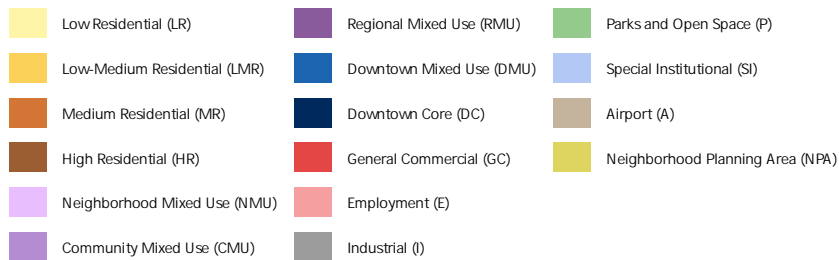 Low Residential (LR)
Low-Medium Residential (LMR)
Medium Residential (MR)
High Residential (HR)
Neighborhood Mixed Use (NMU)
Community Mixed Use (CMU)
Regional Mixed Use (RMU)
Downtown Mixed Use (DMU)
Downtown Core (DC)
General Commercial (GC)
Employment (E)
Industrial (I)
Parks and Open Space (P)
Special Institutional (SI)
Airport (A)
Neighborhood Planning Area (NPA)